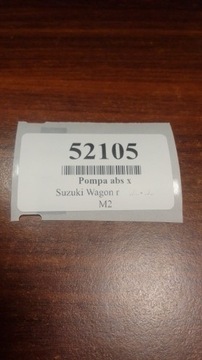 52105
Pompa abs x
Suzuki Wagon r
M2